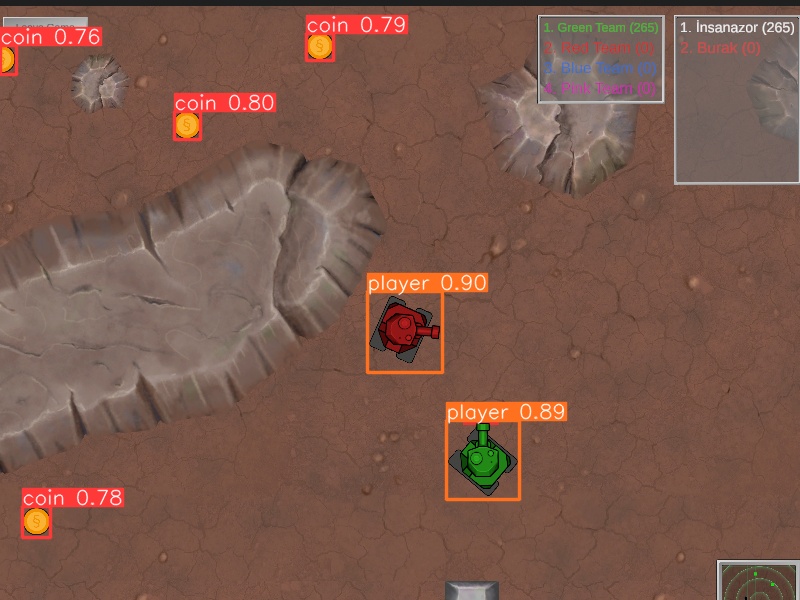 coin 0.76
coin 0.79
coin 0.80
1. Green Team (265)
2. Red Team (0)
3. Blue Team (0)
4. Pink Team (0)
1. İnsanazor (265)
2. Burak (0)
player 0.90
player 0.89
coin 0.78